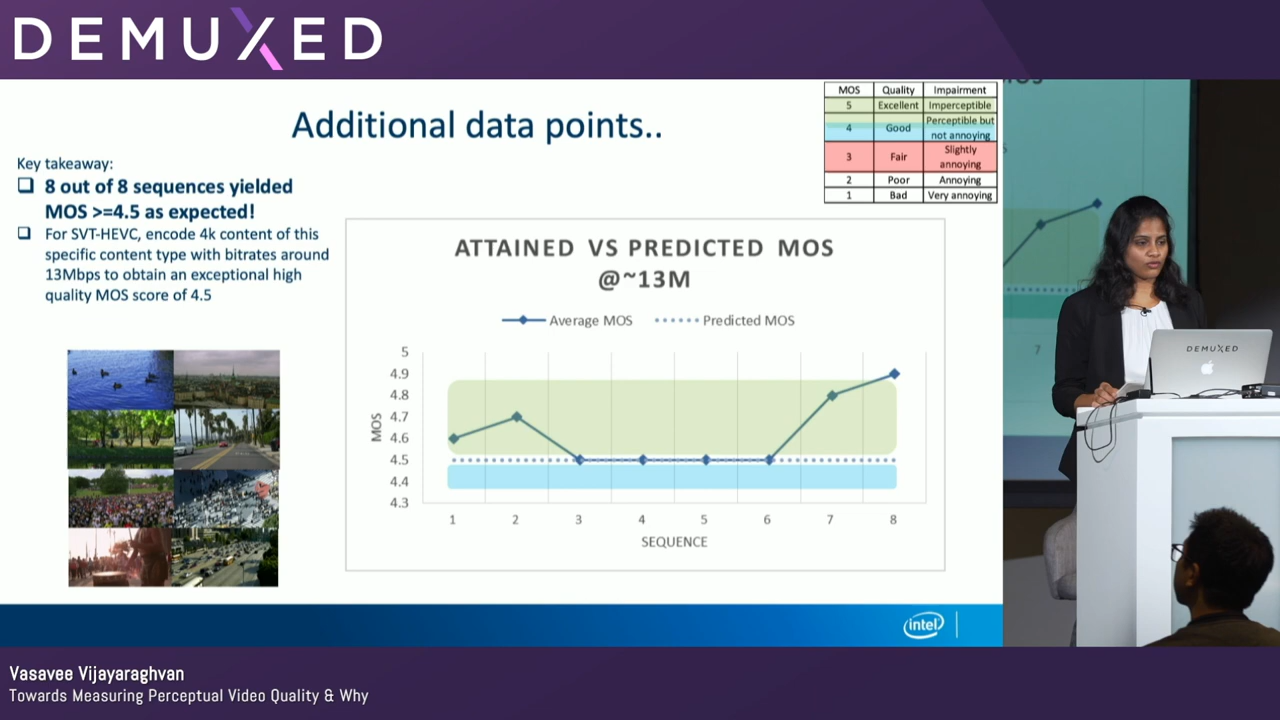 DEMUXED
Additional data points..
MOS Quality Impairment
5 Excellent Imperceptible
4 Good Perceptible but not annoying
3 Fair Slightly annoying
2 Poor Annoying
1 Bad Very annoying
Key takeaway:
8 out of 8 sequences yielded
MOS >=4.5 as expected!
For SVT-HEVC, encode 4k content of this
specific content type with bitrates around
13Mbps to obtain an exceptional high
quality MOS score of 4.5
ATTAINED VS PREDICTED MOS
@~13M
Average MOS Predicted MOS
5
4.9
4.8
4.7
4.6
4.5
4.4
4.3
MOS
1 2 3 4 5 6 7 8
SEQUENCE
intel
7
DEMUXED
Vasavee Vijayaraghvan
Towards Measuring Perceptual Video Quality & Why